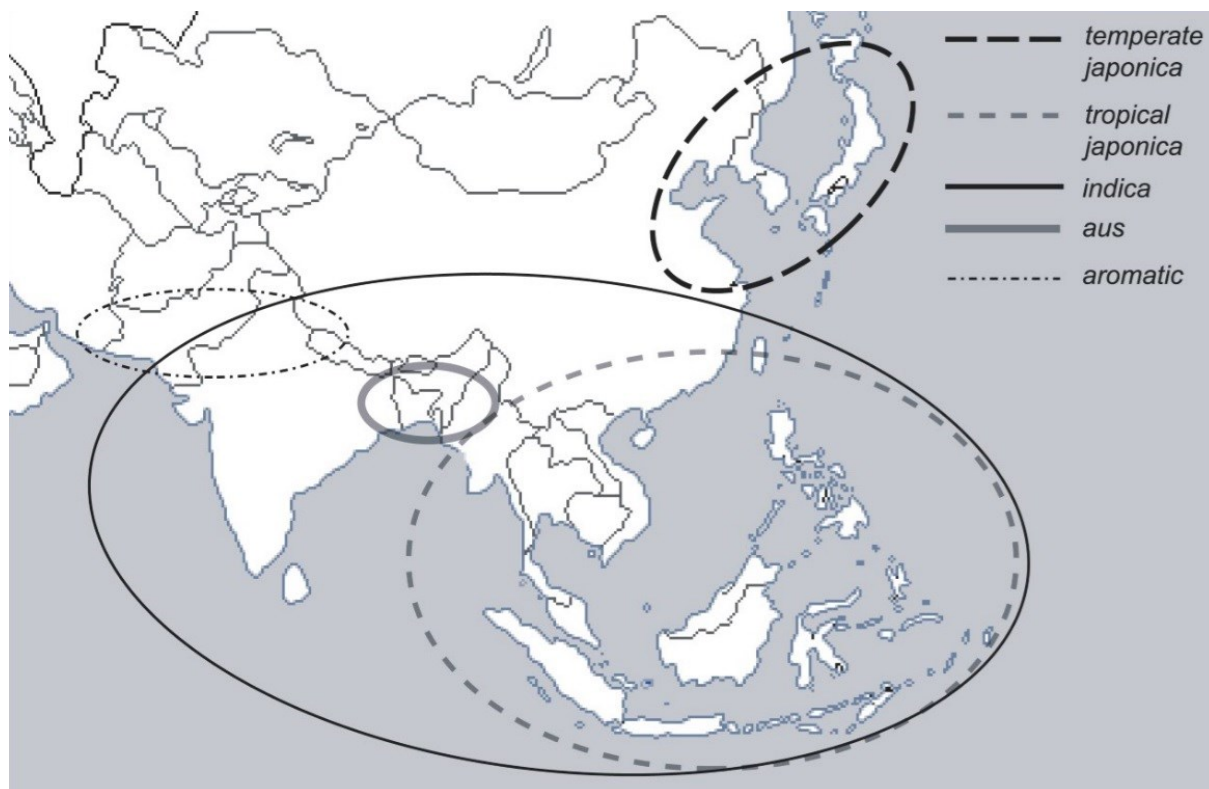 temperate
japonica
tropical
japonica
indica
aus
aromatic